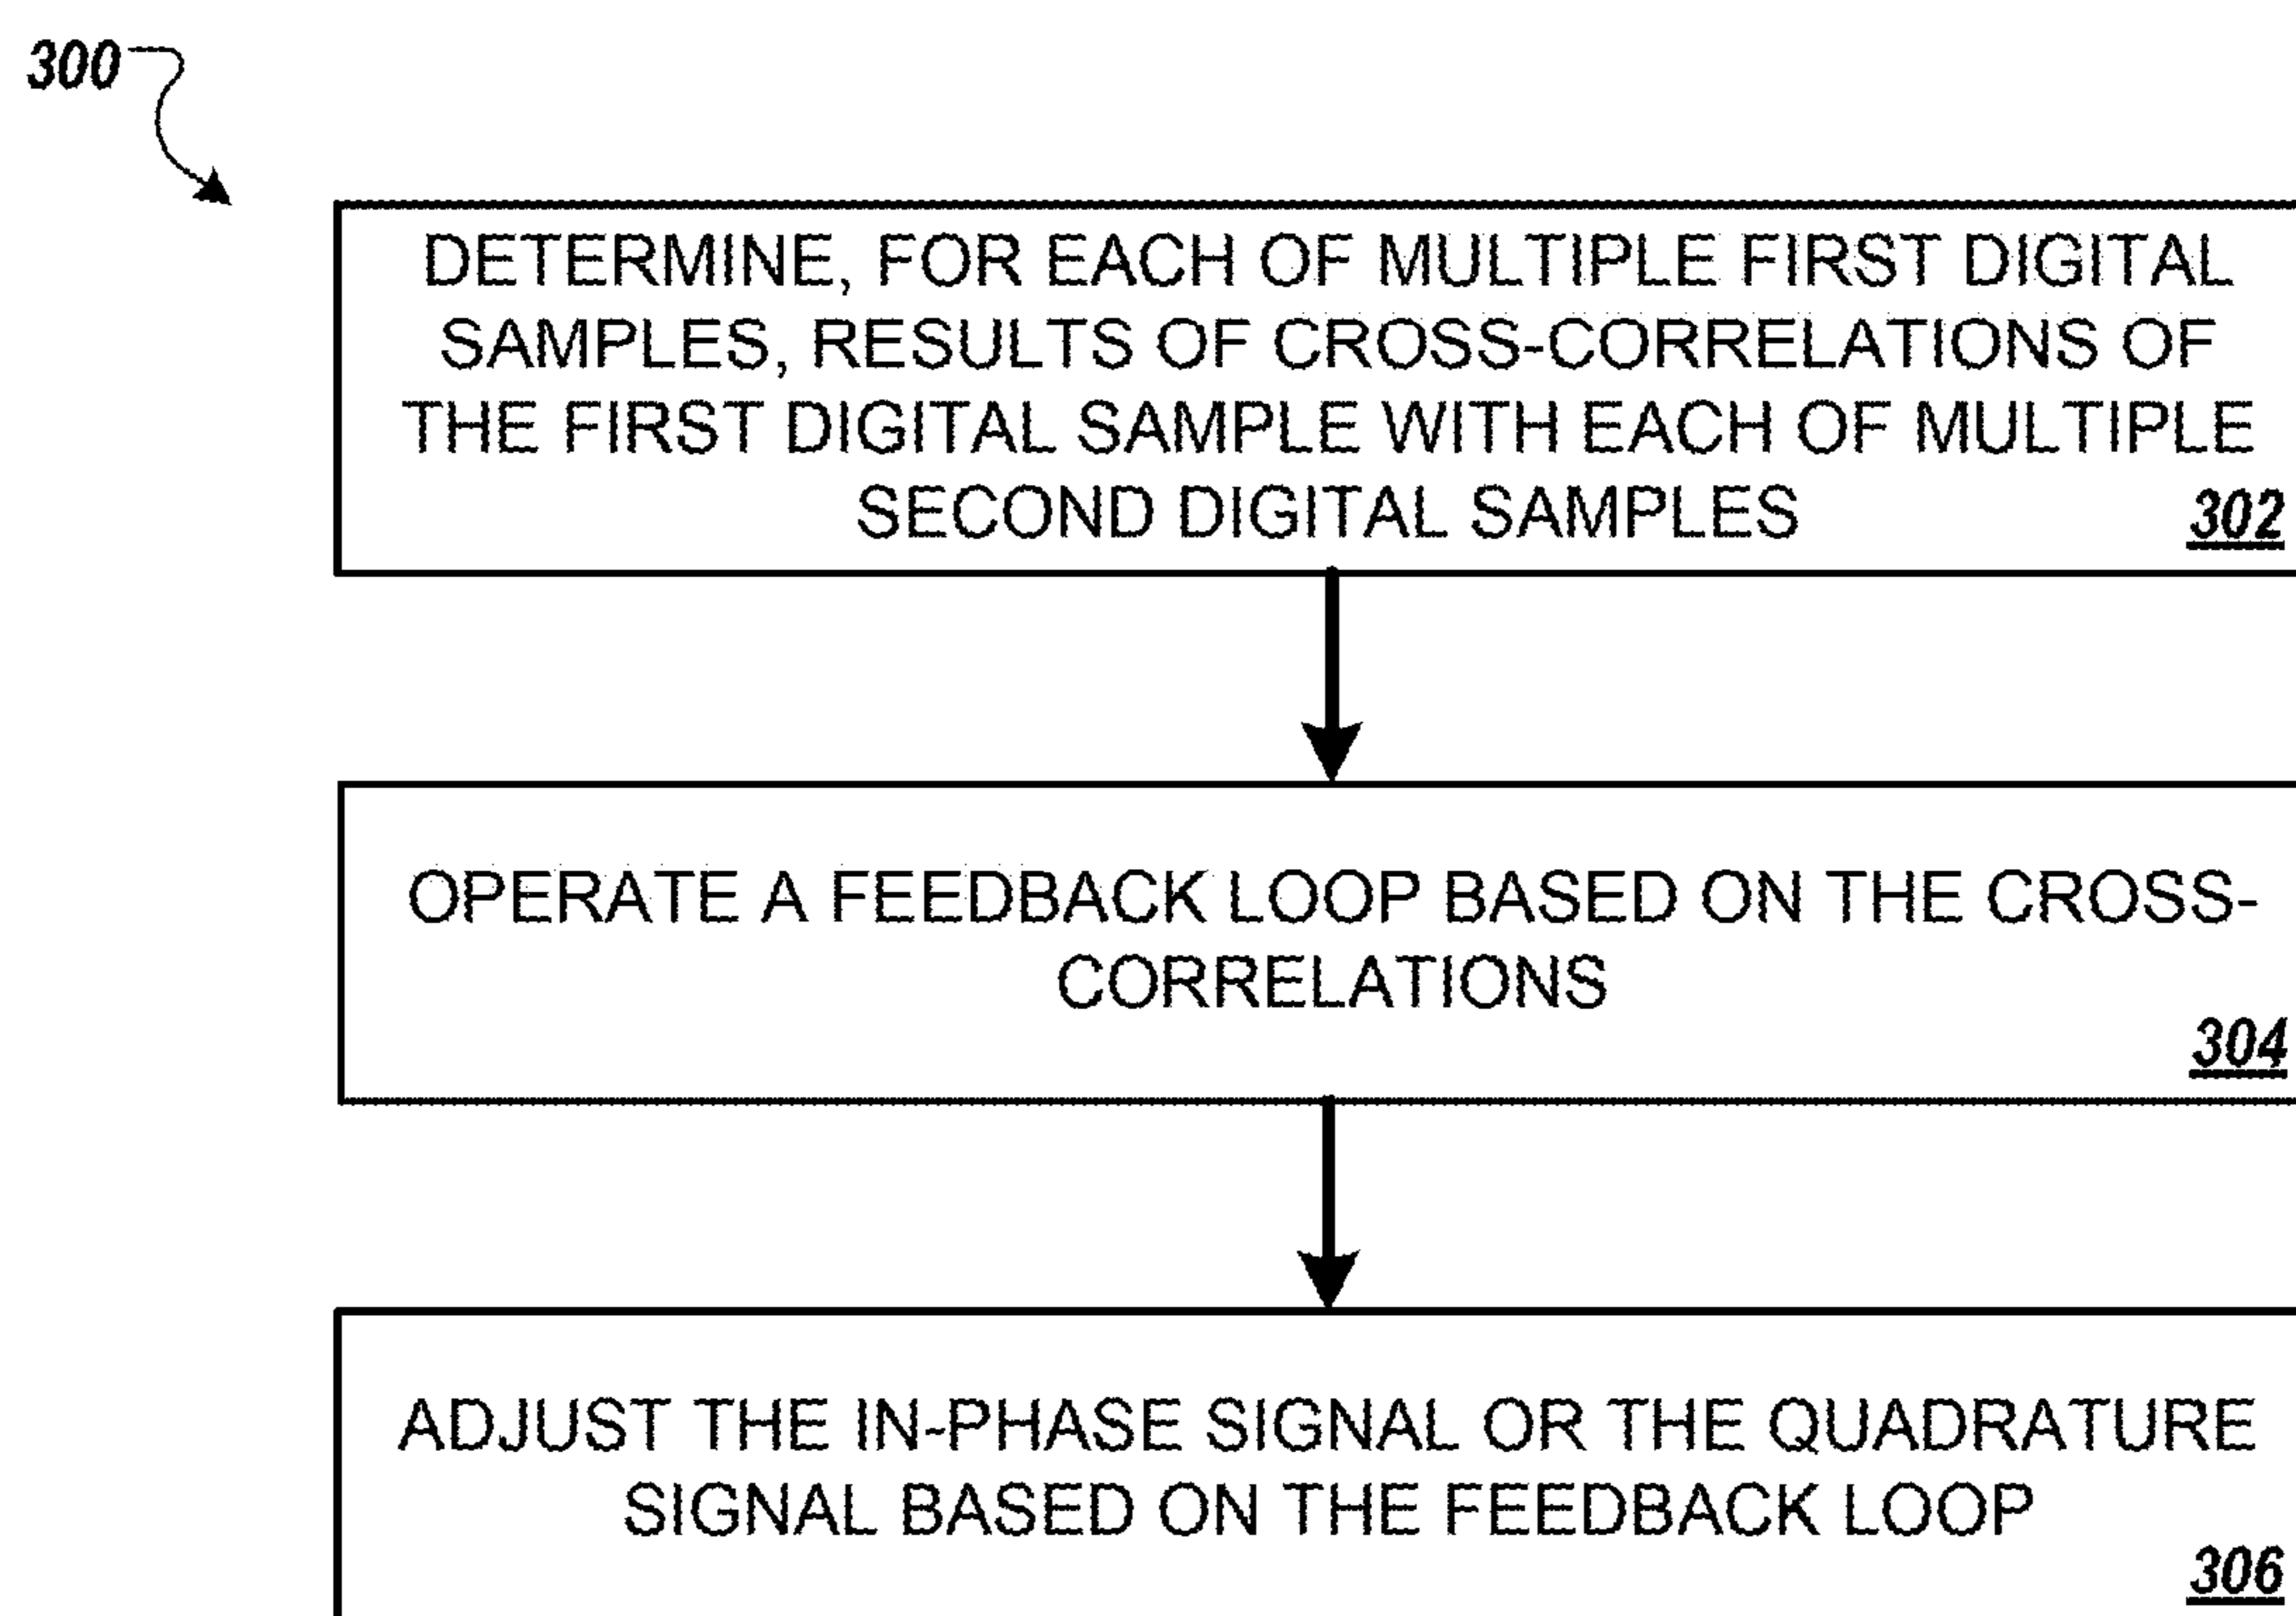 300
DETERMINE, FOR EACH OF MULTIPLE FIRST DIGITAL
SAMPLES, RESULTS OF CROSS-CORRELATIONS OF
THE FIRST DIGITAL SAMPLE WITH EACH OF MULTIPLE
SECOND DIGITAL SAMPLES
302
OPERATE A FEEDBACK LOOP BASED ON THE CROSS-
CORRELATIONS
304
ADJUST THE IN-PHASE SIGNAL OR THE QUADRATURE
SIGNAL BASED ON THE FEEDBACK LOOP
306